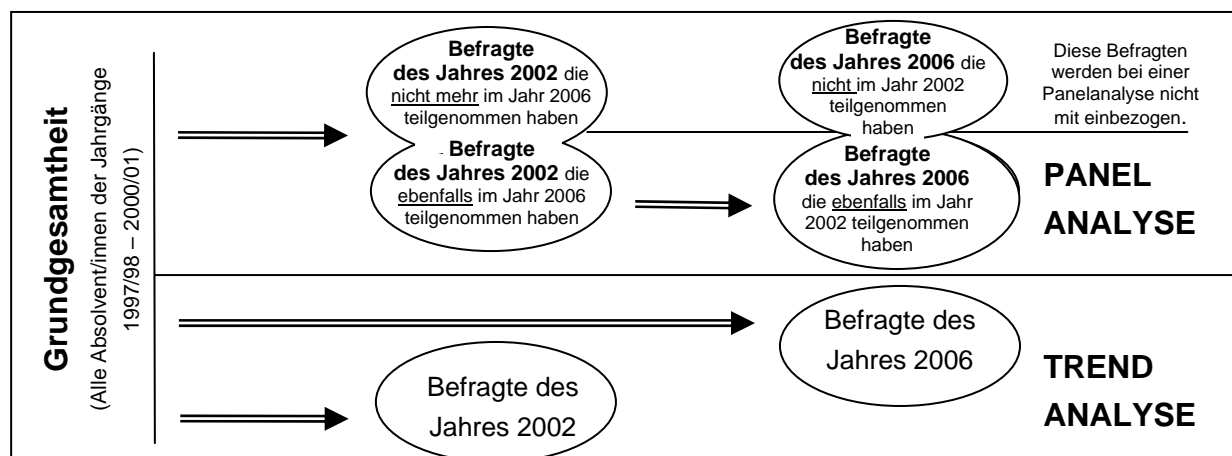 Grundgesamtheit
(Alle Absolvent/innen der Jahrgänge
1997/98 – 2000/01)
Befragte
des Jahres 2002 die
nicht mehr im Jahr 2006
teilgenommen haben
Befragte
des Jahres 2002 die
ebenfalls im Jahr 2006
teilgenommen haben
Befragte
des Jahres 2006 die
nicht im Jahr 2002
teilgenommen
haben
Befragte
des Jahres 2006
die ebenfalls im Jahr
2002 teilgenommen
haben
Diese Befragten
werden bei einer
Panelanalyse nicht
mit einbezogen.
PANEL
ANALYSE
Befragte des
Jahres 2002
Befragte des
Jahres 2006
TREND
ANALYSE